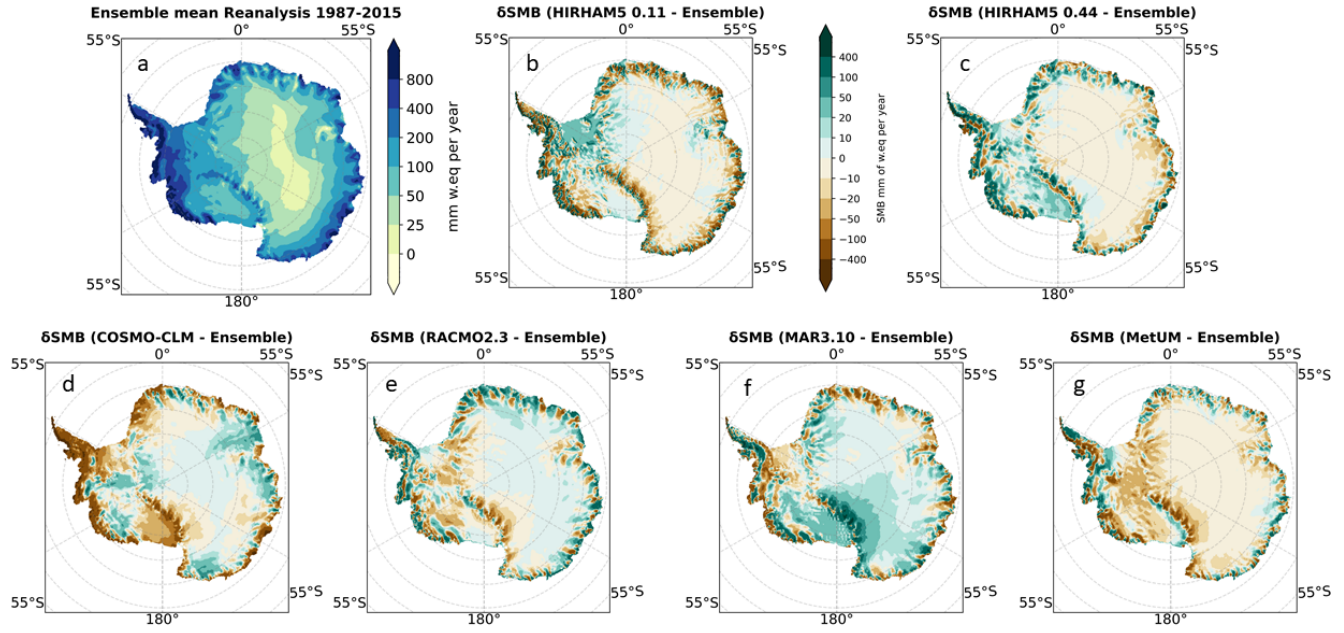 Ensemble mean Reanalysis 1987-2015
δSMB (HIRHAM5 0.11 - Ensemble)
δSMB (HIRHAM5 0.44 - Ensemble)
55°S 0° 55°S
55°S 0° 55°S
55°S 0° 55°S
a
b
c
800
400
200
100
50
25
0
mm w.eq per year
400
100
50
20
10
0
−10
−20
−50
−100
−400
SMB mm of w.eq per year
55°S 180°
55°S 180° 55°S
55°S 180° 55°S
δSMB (COSMO-CLM - Ensemble)
δSMB (RACMO2.3 - Ensemble)
δSMB (MAR3.10 - Ensemble)
δSMB (MetUM - Ensemble)
55°S 0° 55°S
0° 55°S
55°S 0° 55°S
0° 55°S
d
e
f
g
55°S 180° 55°S
180° 55°S
55°S 180° 55°S
180° 55°S